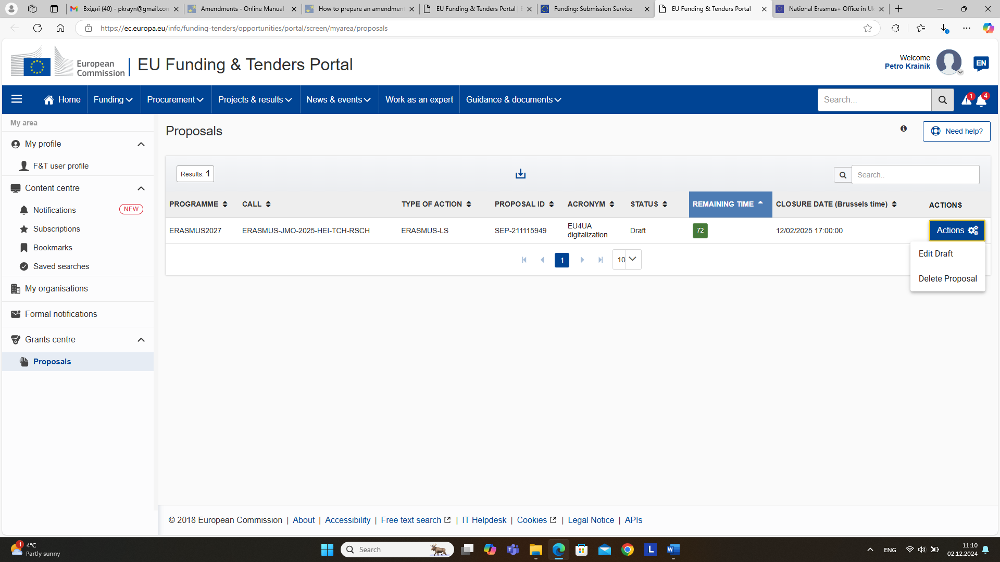 Вхідні (40) - pkrayn@gmail.com
Amendments - Online Manual
How to prepare an amendment
EU Funding & Tenders Portal | E
Funding: Submission Service
EU Funding & Tenders Portal
National Erasmus+ Office in Uk
https://ec.europa.eu/info/funding-tenders/opportunities/portal/screen/myarea/proposals
European
Commission
EU Funding & Tenders Portal
Welcome
Petro Krainik
EN
Home
Funding
Procurement
Projects & results
News & events
Work as an expert
Guidance & documents
Search...
1
4
My area
My profile
F&T user profile
Content centre
Notifications
NEW
Subscriptions
Bookmarks
Saved searches
My organisations
Formal notifications
Grants centre
Proposals
Proposals
Need help?
Results: 1
Search..
PROGRAMME
CALL
TYPE OF ACTION
PROPOSAL ID
ACRONYM
STATUS
REMAINING TIME
CLOSURE DATE (Brussels time)
ACTIONS
ERASMUS2027
ERASMUS-JMO-2025-HEI-TCH-RSCH
ERASMUS-LS
SEP-211115949
EU4UA
digitalization
Draft
72
12/02/2025 17:00:00
Actions
Edit Draft
Delete Proposal
1
10
© 2018 European Commission | About | Accessibility | Free text search | IT Helpdesk | Cookies | Legal Notice | APIs
1
4°C
Partly sunny
Search
L
W
ENG
11:10
02.12.2024